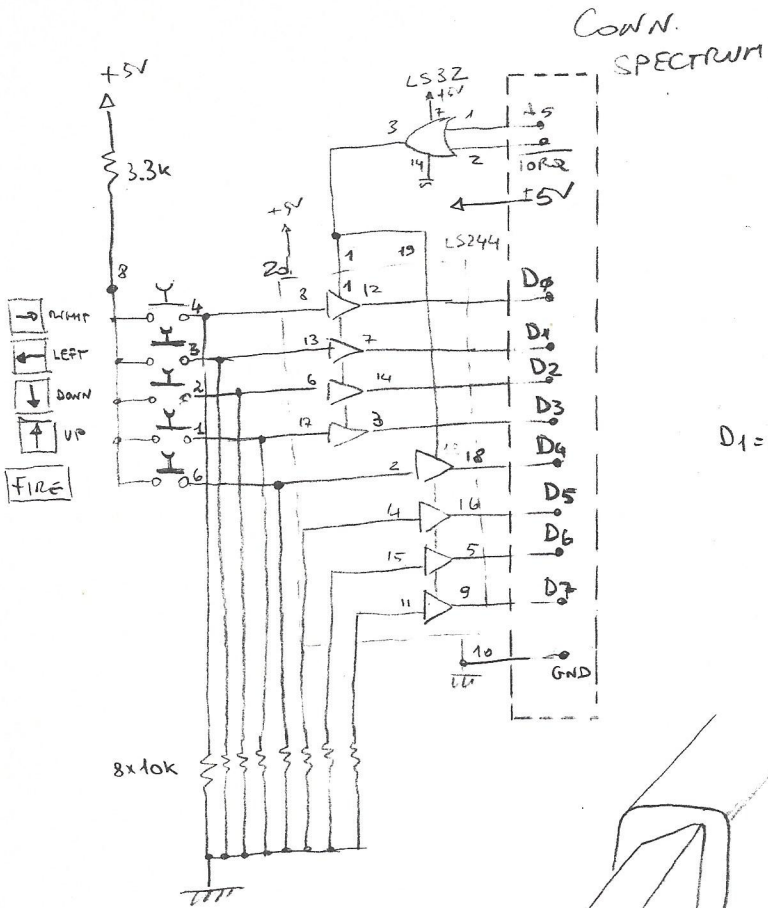 CONN.
SPECTRUM
+5V
LS32
+5V
7
1
A5
3
3.3K
14
2
IORQ
+5V
+5V
LS244
1
19
20
8
1
4
8
12
D0
RIGHT
3
13
7
D1
LEFT
2
6
14
D2
DOWN
1
17
3
D3
UP
6
2
18
D4
D1=
FIRE
4
16
D5
15
5
D6
11
9
D7
10
GND
8x10K